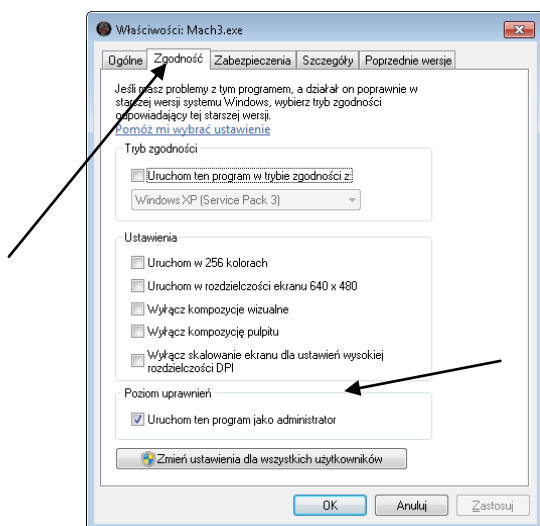 Właściwości: Mach3.exe
Ogólne Zgodność Zabezpieczenia Szczegóły Poprzednie wersje
Jeśli masz problemy z tym programem, a działał on poprawnie w
starszej wersji systemu Windows, wybierz tryb zgodności
odpowiadający tej starszej wersji.
Pomóż mi wybrać ustawienie
Tryb zgodności
Uruchom ten program w trybie zgodności z:
Windows XP (Service Pack 3)
Ustawienia
Uruchom w 256 kolorach
Uruchom w rozdzielczości ekranu 640 x 480
Wyłącz kompozycje wizualne
Wyłącz kompozycję pulpitu
Wyłącz skalowanie ekranu dla ustawień wysokiej
rozdzielczości DPI
Poziom uprawnień
Uruchom ten program jako administrator
Zmień ustawienia dla wszystkich użytkowników
OK Anuluj Zastosuj